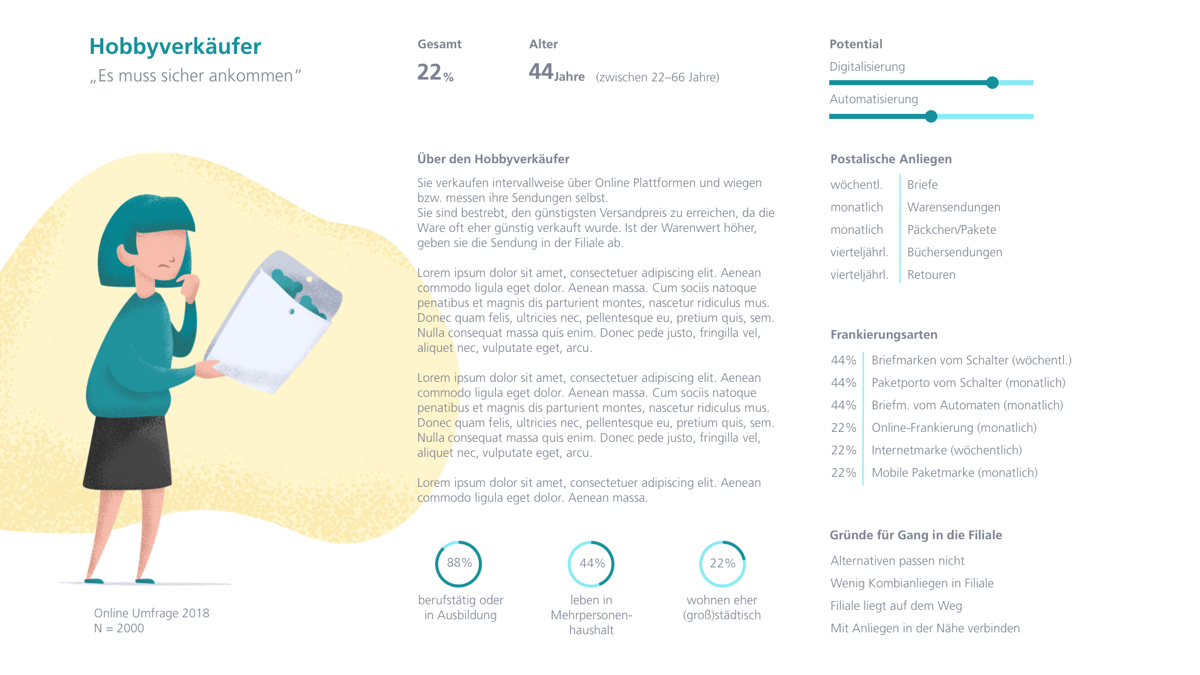 Hobbyverkäufer
„Es muss sicher ankommen“
Gesamt
22%
Alter
44 Jahre (zwischen 22–66 Jahre)
Potential
Digitalisierung
Automatisierung
Über den Hobbyverkäufer
Sie verkaufen intervallweise über Online Plattformen und wiegen
bzw. messen ihre Sendungen selbst.
Sie sind bestrebt, den günstigsten Versandpreis zu erreichen, da die
Ware oft eher günstig verkauft wurde. Ist der Warenwert höher,
geben sie die Sendung in der Filiale ab.
Lorem ipsum dolor sit amet, consectetuer adipiscing elit. Aenean
commodo ligula eget dolor. Aenean massa. Cum sociis natoque
penatibus et magnis dis parturient montes, nascetur ridiculus mus.
Donec quam felis, ultricies nec, pellentesque eu, pretium quis, sem.
Nulla consequat massa quis enim. Donec pede justo, fringilla vel,
aliquet nec, vulputate eget, arcu.
Lorem ipsum dolor sit amet, consectetuer adipiscing elit. Aenean
commodo ligula eget dolor. Aenean massa. Cum sociis natoque
penatibus et magnis dis parturient montes, nascetur ridiculus mus.
Donec quam felis, ultricies nec, pellentesque eu, pretium quis, sem.
Nulla consequat massa quis enim. Donec pede justo, fringilla vel,
aliquet nec, vulputate eget, arcu.
Lorem ipsum dolor sit amet, consectetuer adipiscing elit. Aenean
commodo ligula eget dolor. Aenean massa.
88%
berufstätig oder
in Ausbildung
44%
leben in
Mehrpersonen-
haushalt
22%
wohnen eher
(groß)städtisch
Postalische Anliegen
wöchentl. Briefe
monatlich Warensendungen
monatlich Päckchen/Pakete
vierteljährl. Büchersendungen
vierteljährl. Retouren
Frankierungsarten
44% Briefmarken vom Schalter (wöchentl.)
44% Paketporto vom Schalter (monatlich)
44% Briefm. vom Automaten (monatlich)
22% Online-Frankierung (monatlich)
22% Internetmarke (wöchentlich)
22% Mobile Paketmarke (monatlich)
Gründe für Gang in die Filiale
Alternativen passen nicht
Wenig Kombianliegen in Filiale
Filiale liegt auf dem Weg
Mit Anliegen in der Nähe verbinden
Online Umfrage 2018
N = 2000